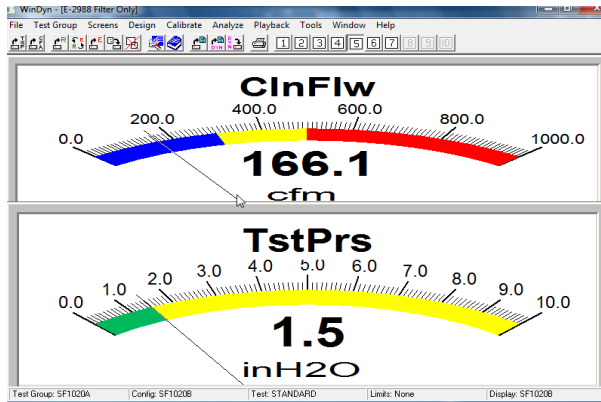 WinDyn - [E-2988 Filter Only]
File Test Group Screens Design Calibrate Analyze Playback Tools Window Help
1 2 3 4 5 6 7 8 9 10
ClnFlw
0.0 200.0 400.0 600.0 800.0 1000.0
166.1
cfm
TstPrs
0.0 1.0 2.0 3.0 4.0 5.0 6.0 7.0 8.0 9.0 10.0
1.5
inH2O
Test Group: SF1020A Config: SF1020B Test: STANDARD Limits: None Display: SF1020B